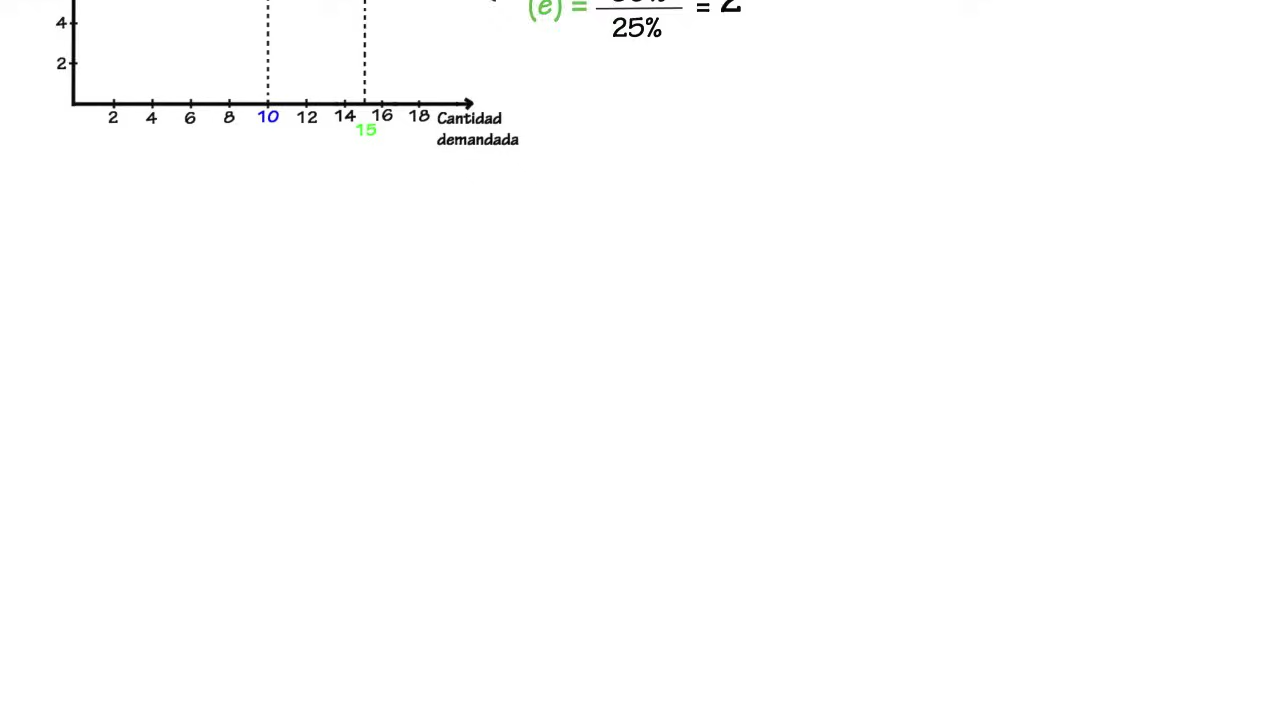 (e) = 25% = 2
4
2
2 4 6 8 10 12 14 15 16 18 Cantidad
demandada